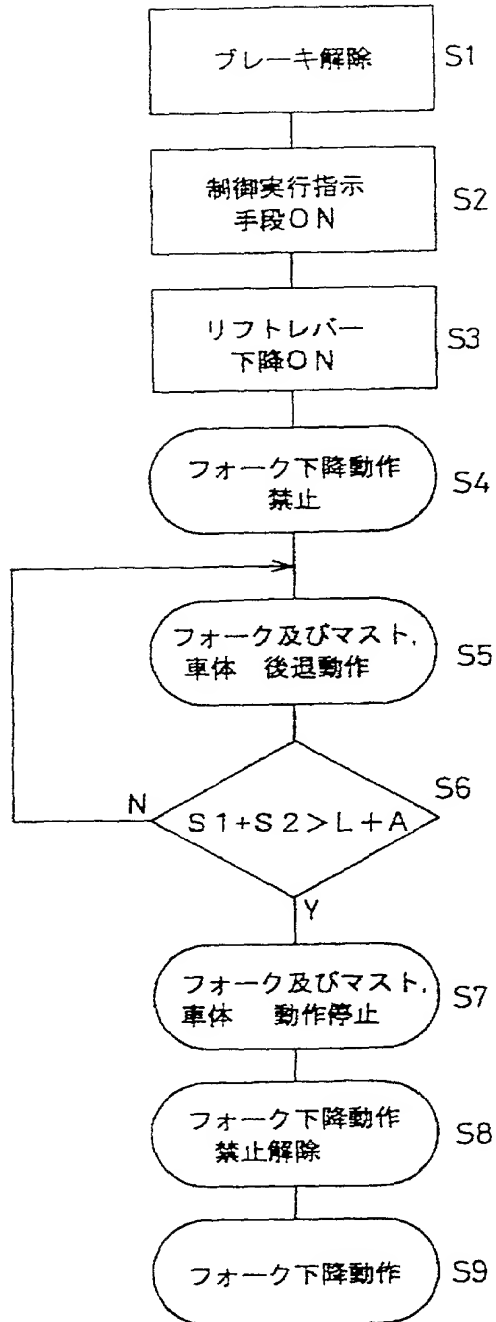 ブレーキ解除
S1
制御実行指示
手段ON
S2
リフトレバー
下降ON
S3
フォーク下降動作
禁止
S4
フォーク及びマスト,
車体 後退動作
S5
S6
N
S1+S2>L+A
Y
フォーク及びマスト,
車体 動作停止
S7
フォーク下降動作
禁止解除
S8
フォーク下降動作
S9